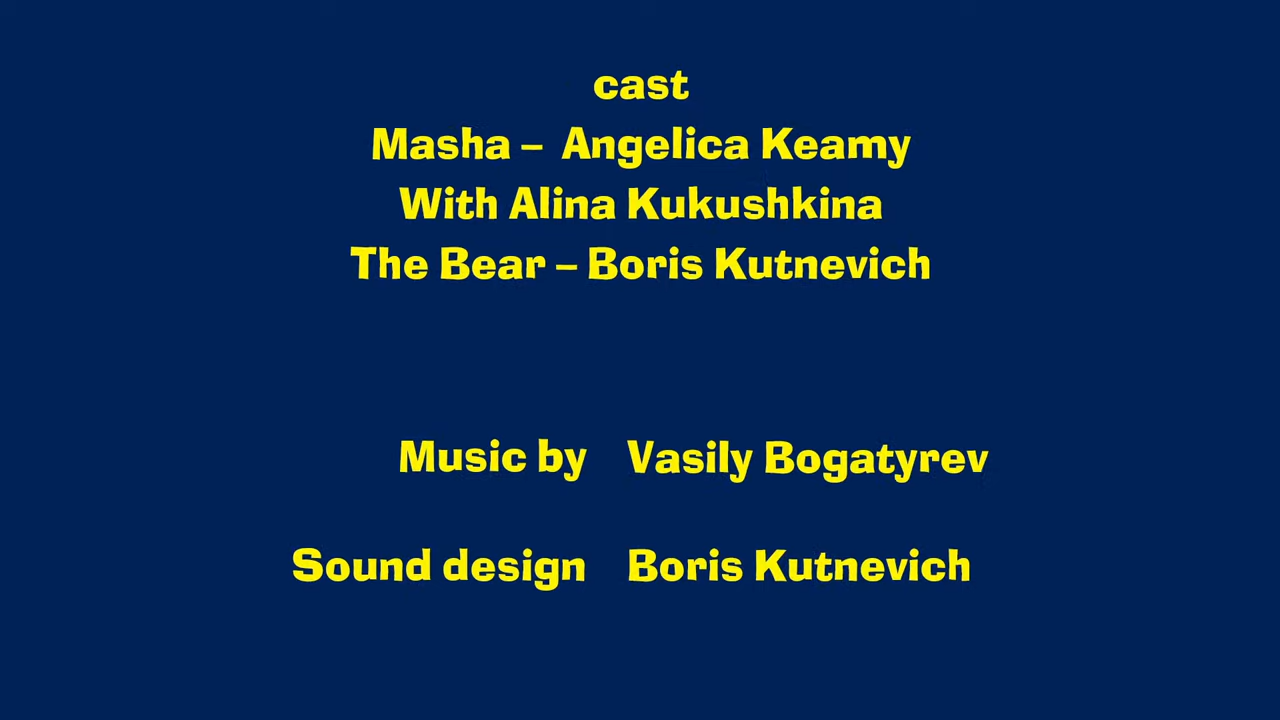 cast
Masha – Angelica Keamy
With Alina Kukushkina
The Bear – Boris Kutnevich
Music by Vasily Bogatyrev
Sound design Boris Kutnevich